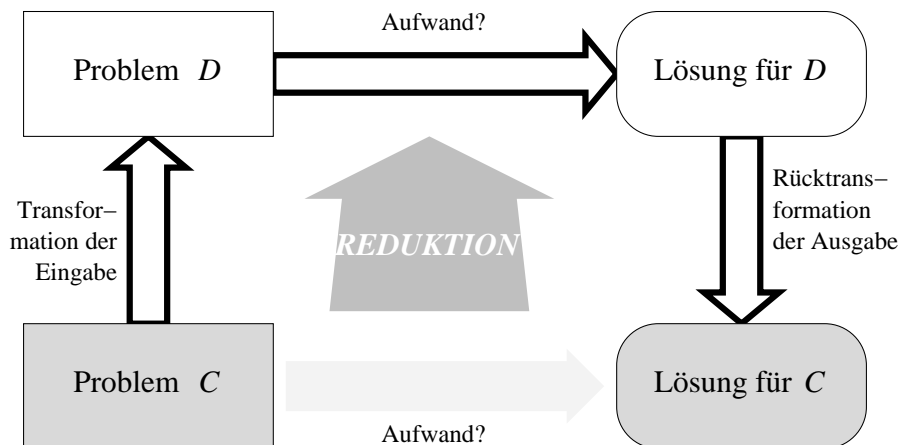 Aufwand?
Problem D
Lösung für D
Transfor–
mation der
Eingabe
REDUKTION
Rücktrans–
formation
der Ausgabe
Problem C
Lösung für C
Aufwand?